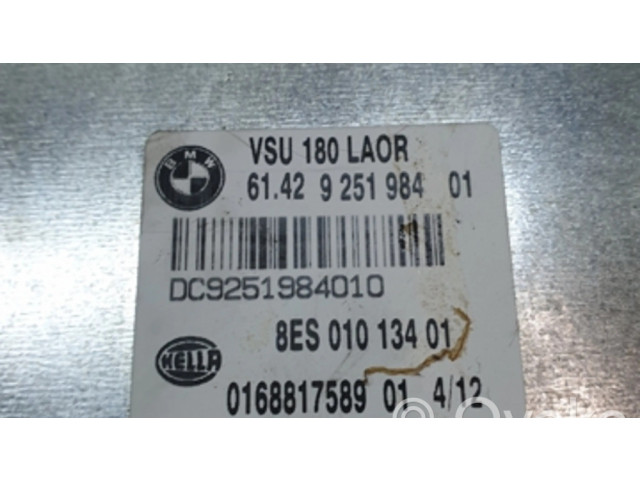 BMW
VSU 180 LAOR
61.42 9 251 984 01
DC9251984010
8ES 010 134 01
HELLA
0168817589 01 4/12